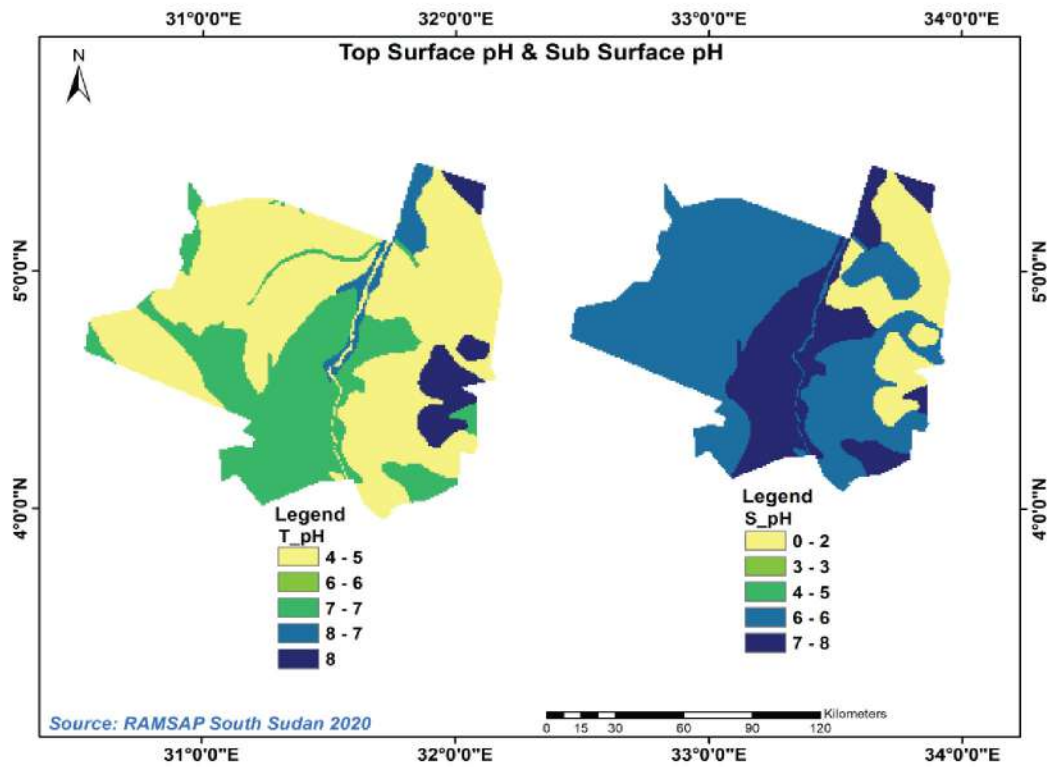 31°0'0"E 32°0'0"E 33°0'0"E 34°0'0"E
Top Surface pH & Sub Surface pH
N
5°0'0"N 5°0'0"N
4°0'0"N 4°0'0"N
Legend
T_pH
4 - 5
6 - 6
7 - 7
8 - 7
8
Legend
S_pH
0 - 2
3 - 3
4 - 5
6 - 6
7 - 8
Source: RAMSAP South Sudan 2020
Kilometers
0 15 30 60 90 120
31°0'0"E 32°0'0"E 33°0'0"E 34°0'0"E